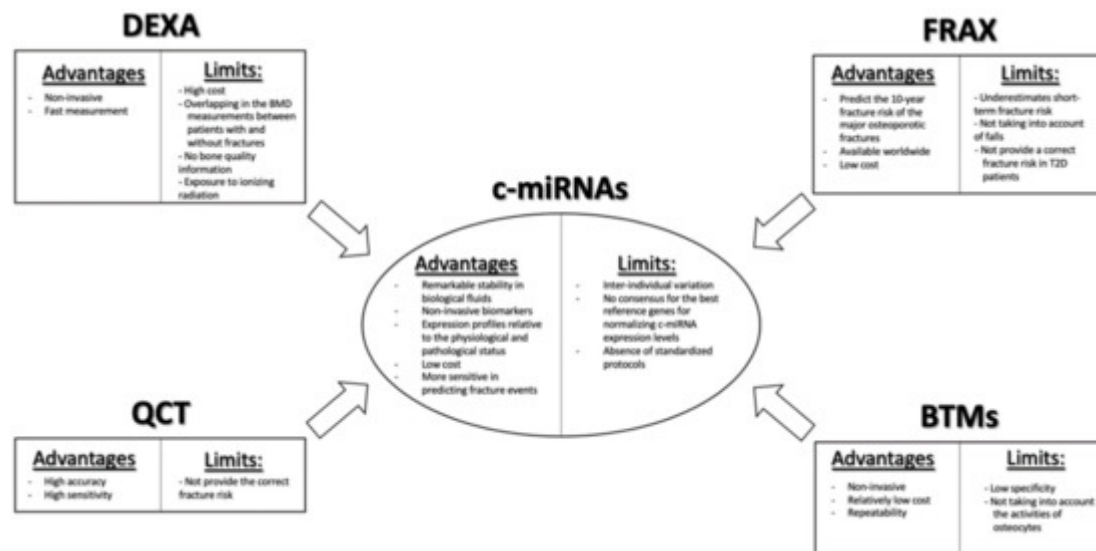 DEXA
Advantages
- Non-invasive
- Fast measurement
Limits:
- High cost
- Overlapping in the BMD
measurements between
patients with and
without fractures
- No bone quality
information
- Exposure to ionizing
radiation
FRAX
Advantages
- Predict the 10-year
fracture risk of the
major osteoporotic
fractures
- Available worldwide
- Low cost
Limits:
- Underestimates short-
term fracture risk
- Not taking into account
of falls
- Not provide a correct
fracture risk in T2D
patients
c-miRNAs
Advantages
- Remarkable stability in
biological fluids
- Non-invasive biomarkers
- Expression profiles relative
to the physiological and
pathological status
- Low cost
- More sensitive in
predicting fracture events
Limits:
- Inter-individual variation
- No consensus for the best
reference genes for
normalizing c-miRNA
expression levels
- Absence of standardized
protocols
QCT
Advantages
- High accuracy
- High sensitivity
Limits:
- Not provide the correct
fracture risk
BTMs
Advantages
- Non-invasive
- Relatively low cost
- Repeatability
Limits:
- Low specificity
- Not taking into account
the activities of
osteocytes